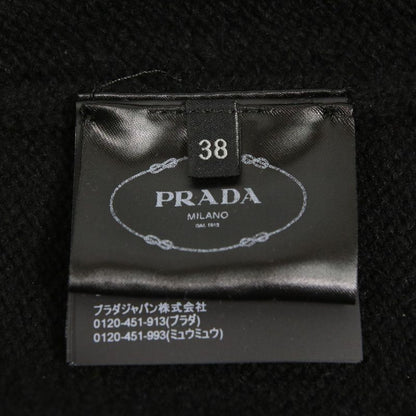 38
PRADA
MILANO
DAL 1913
プラダジャパン株式会社
0120-451-913(プラダ)
0120-451-993(ミュウミュウ)